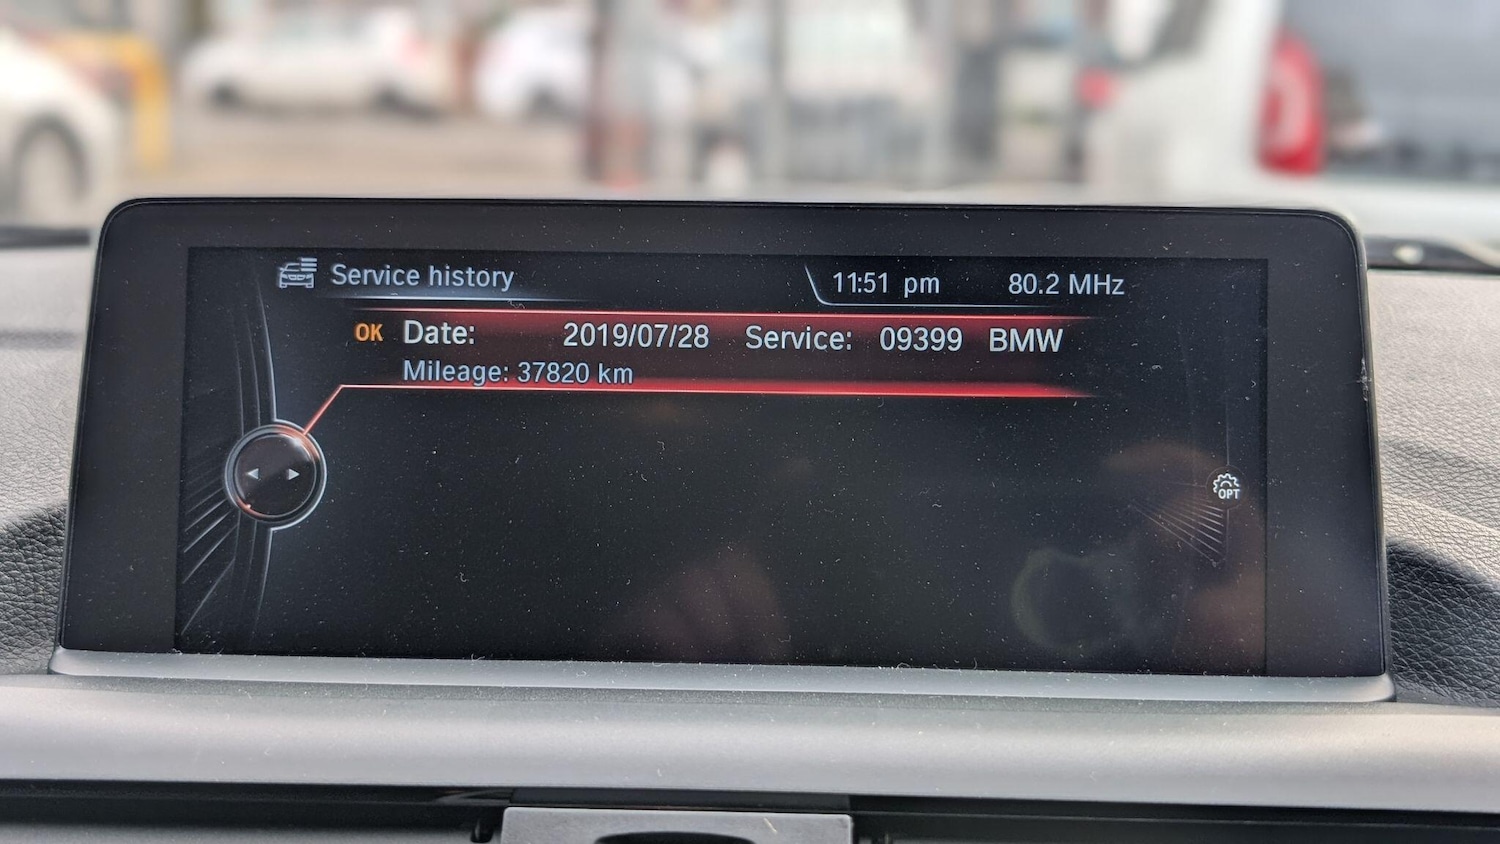 Service history
11:51 pm 80.2 MHz
OK Date: 2019/07/28 Service: 09399 BMW
Mileage: 37820 km
OPT